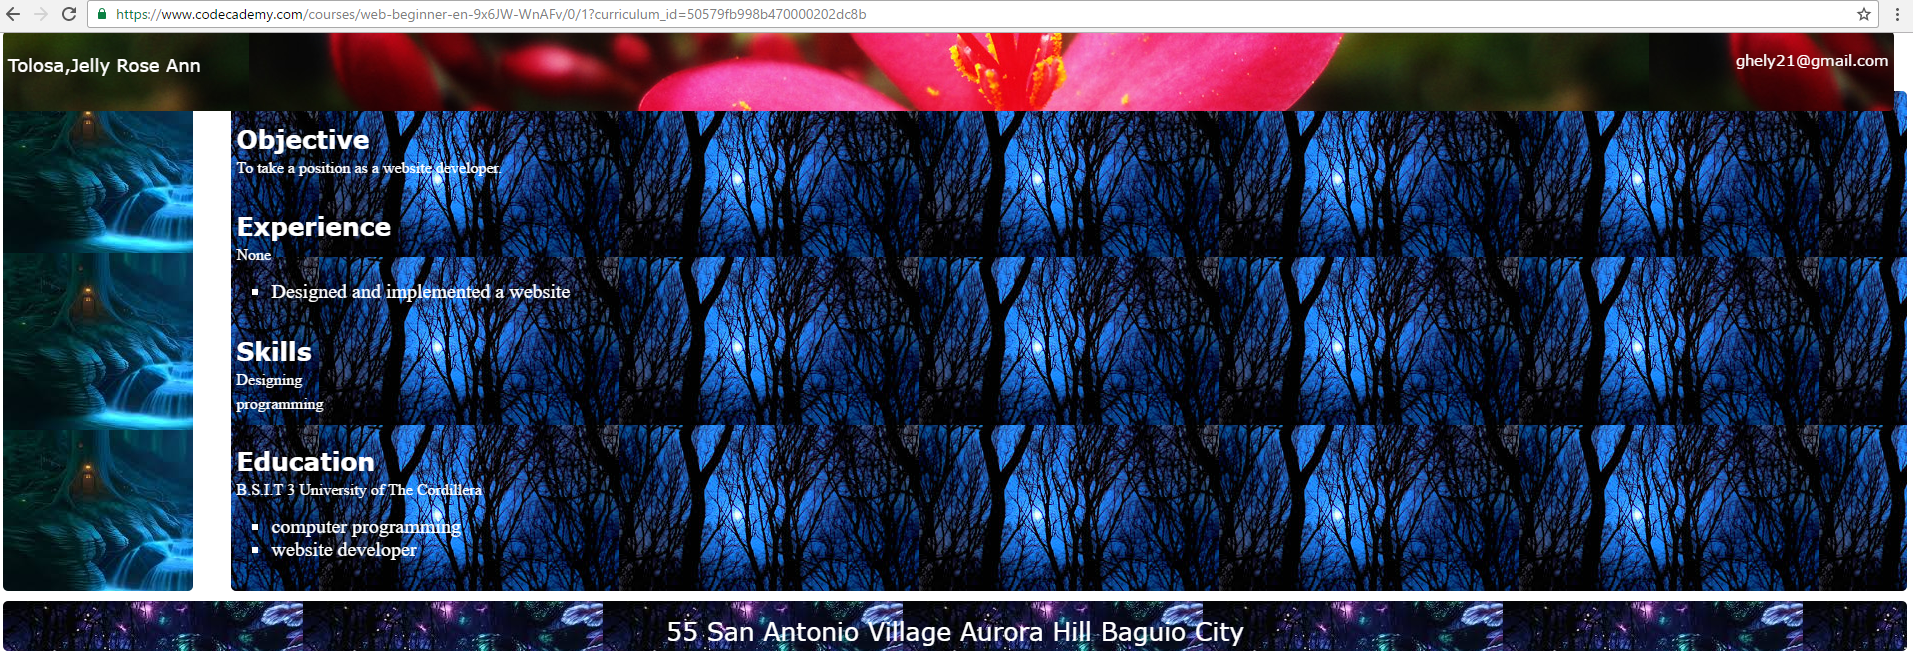 https://www.codecademy.com/courses/web-beginner-en-9x6JW-WnAFv/0/1?curriculum_id=50579fb998b470000202dc8b
Tolosa,Jelly Rose Ann
ghely21@gmail.com
Objective
To take a position as a website developer.
Experience
None
Designed and implemented a website
Skills
Designing
programming
Education
B.S.I.T 3 University of The Cordillera
computer programming
website developer
55 San Antonio Village Aurora Hill Baguio City